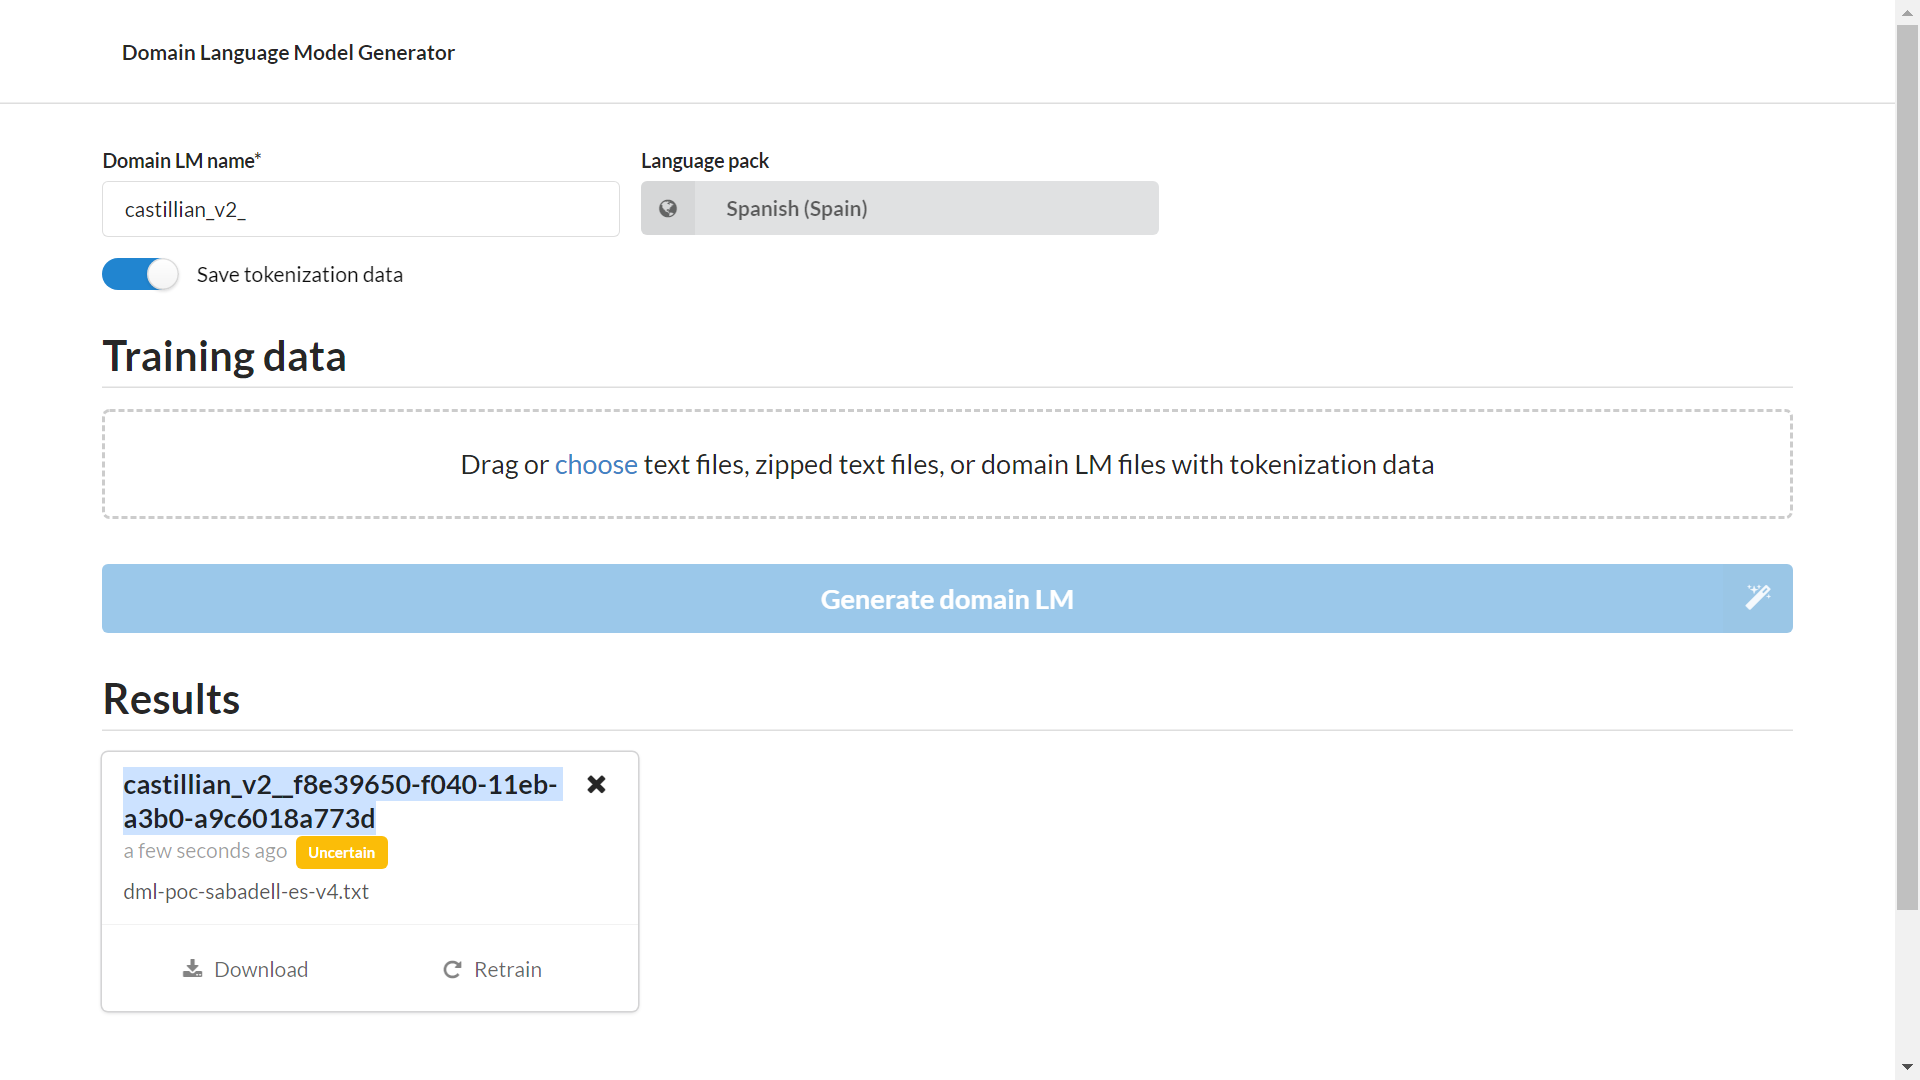 Domain Language Model Generator
Domain LM name*
Language pack
castillian_v2_
Spanish (Spain)
Save tokenization data
Training data
Drag or choose text files, zipped text files, or domain LM files with tokenization data
Generate domain LM
Results
castillian_v2__f8e39650-f040-11eb-
a3b0-a9c6018a773d
a few seconds ago Uncertain
dml-poc-sabadell-es-v4.txt
Download
Retrain